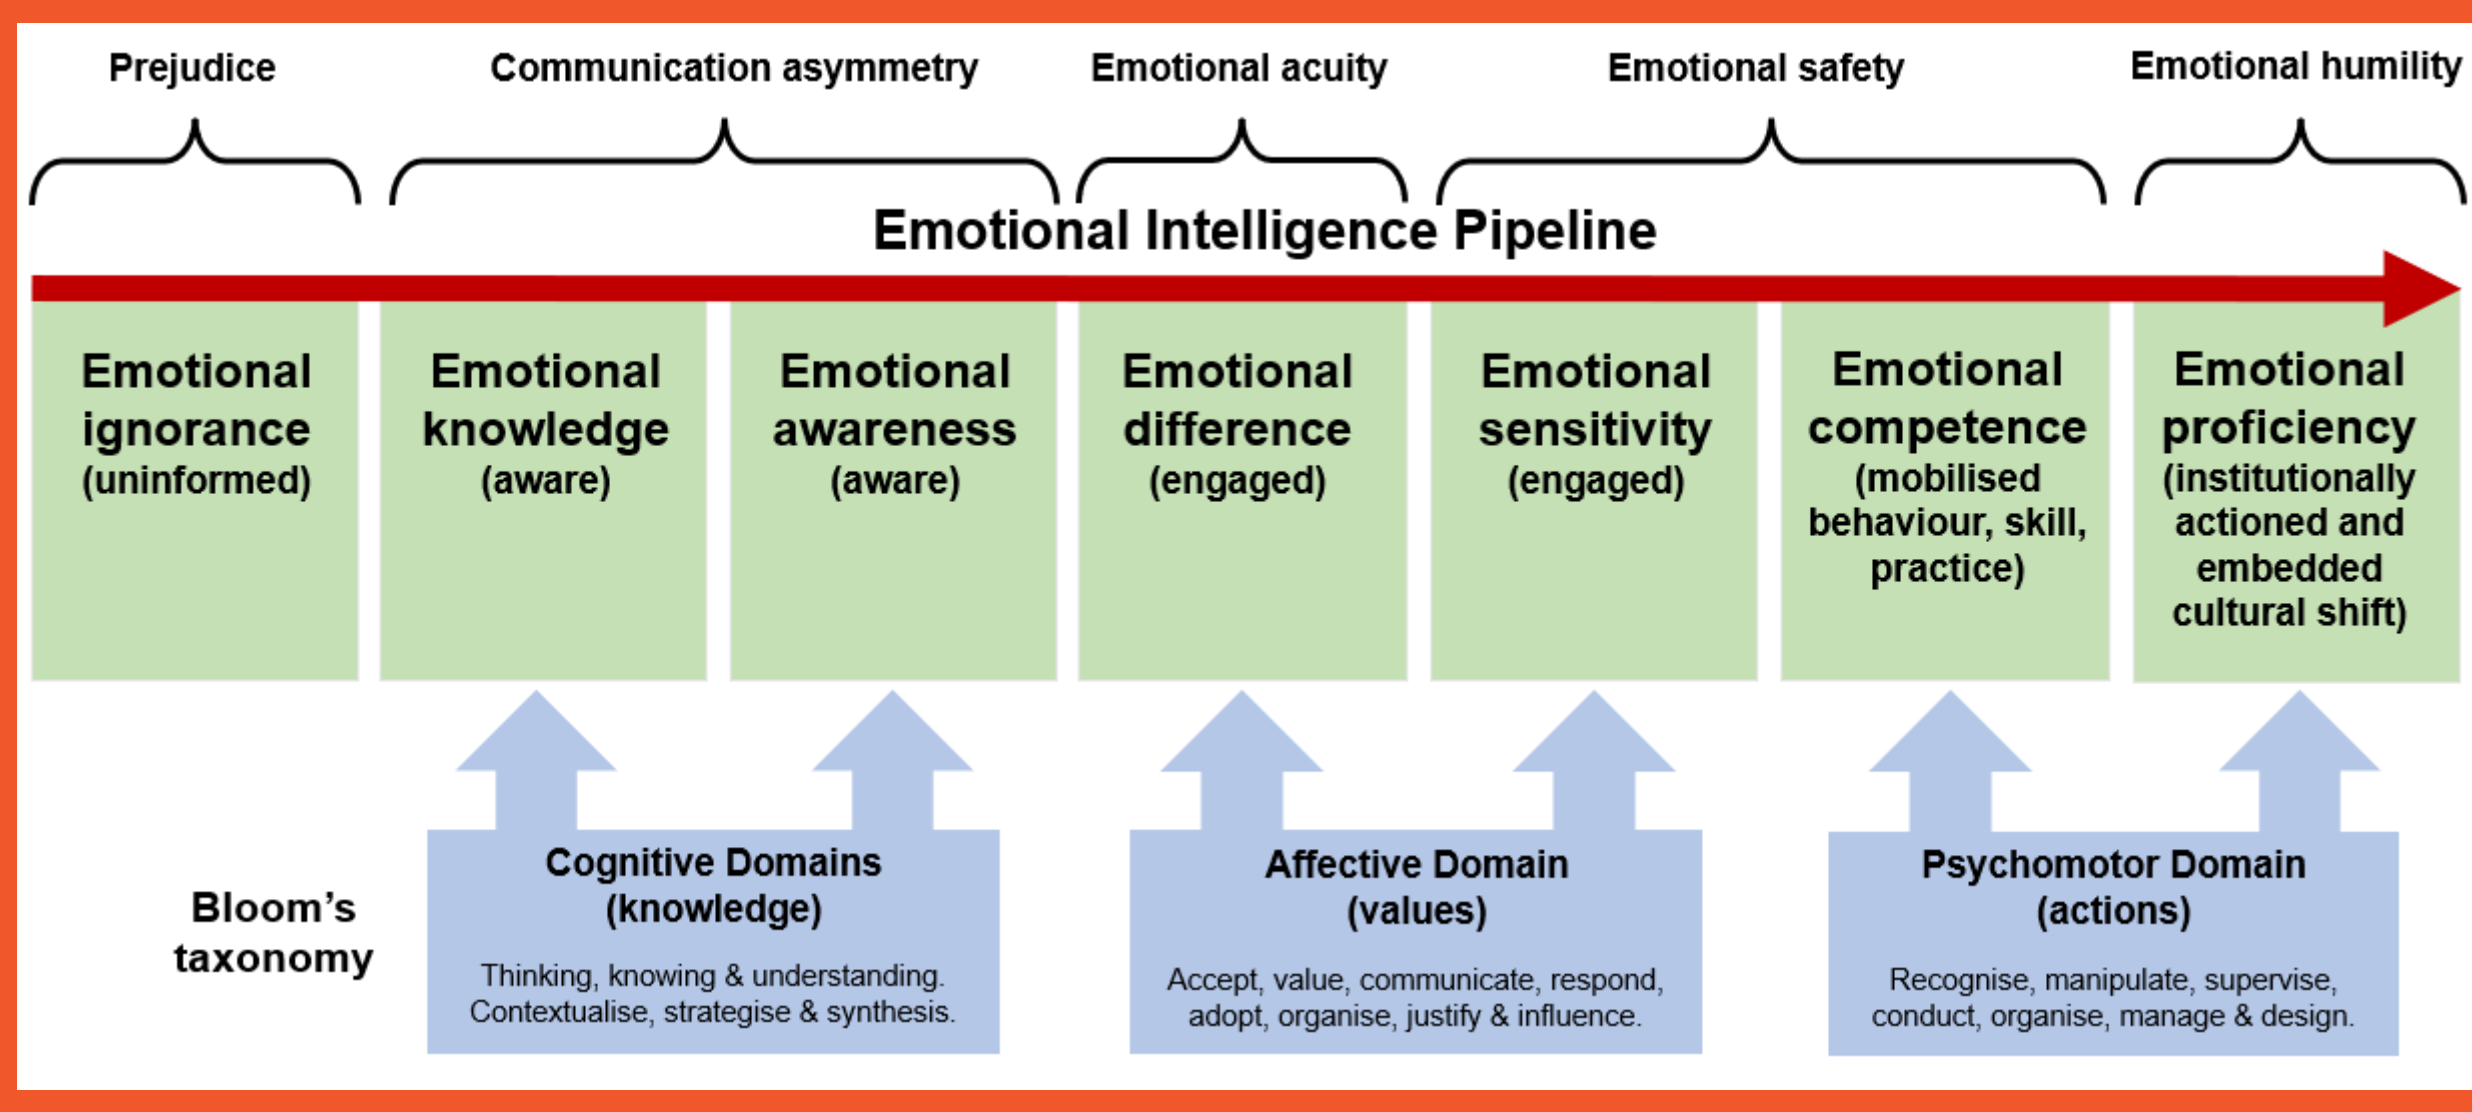 Prejudice
Communication asymmetry
Emotional acuity
Emotional safety
Emotional humility
Emotional Intelligence Pipeline
Emotional
ignorance
(uninformed)
Emotional
knowledge
(aware)
Emotional
awareness
(aware)
Emotional
difference
(engaged)
Emotional
sensitivity
(engaged)
Emotional
competence
(mobilised
behaviour, skill,
practice)
Emotional
proficiency
(institutionally
actioned and
embedded
cultural shift)
Bloom’s
taxonomy
Cognitive Domains
(knowledge)
Thinking, knowing & understanding.
Contextualise, strategise & synthesis.
Affective Domain
(values)
Accept, value, communicate, respond,
adopt, organise, justify & influence.
Psychomotor Domain
(actions)
Recognise, manipulate, supervise,
conduct, organise, manage & design.